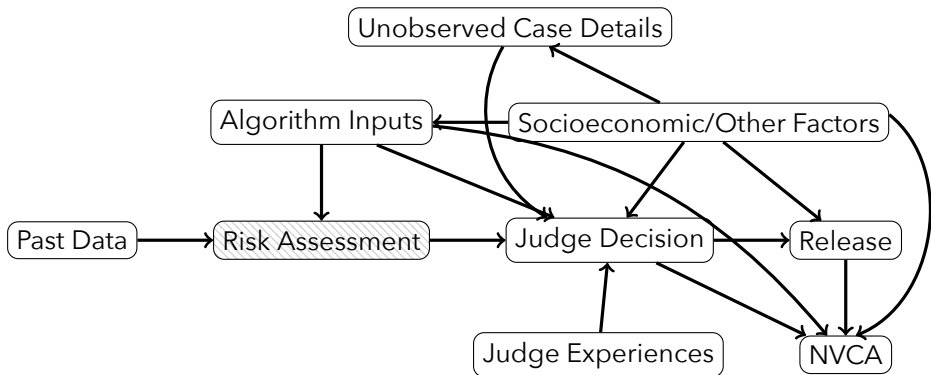 Unobserved Case Details
Algorithm Inputs
Socioeconomic/Other Factors
Past Data
Risk Assessment
Judge Decision
Release
Judge Experiences
NVCA